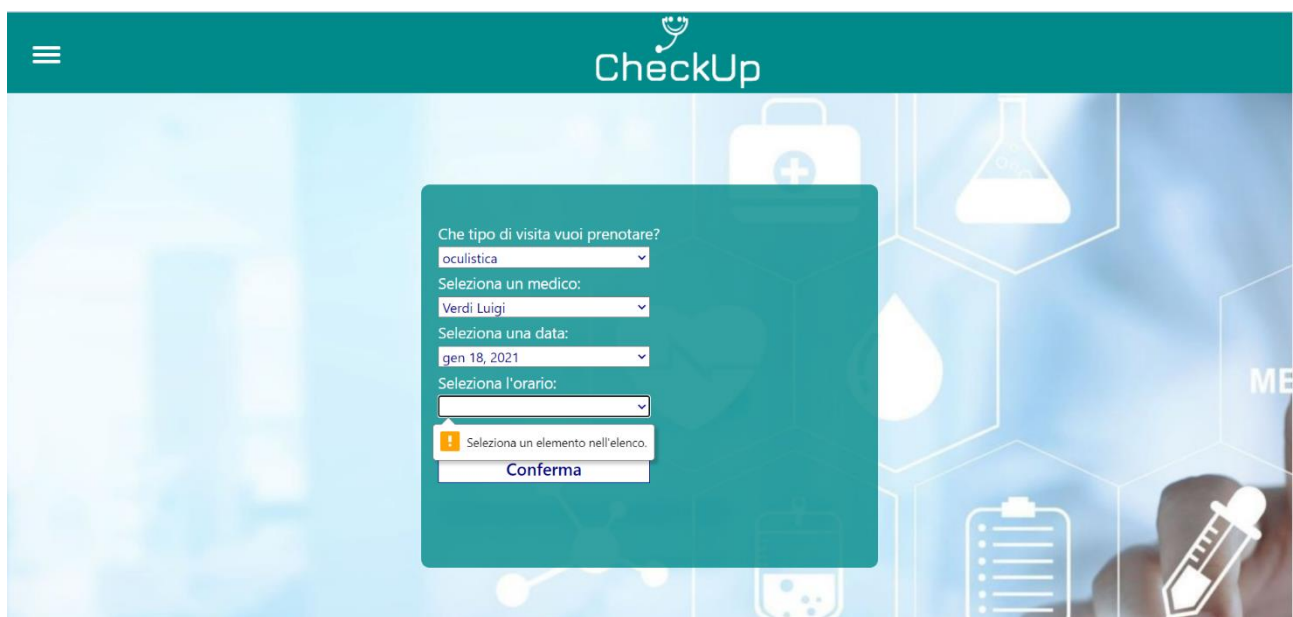 CheckUp
Che tipo di visita vuoi prenotare?
oculistica
Seleziona un medico:
Verdi Luigi
Seleziona una data:
gen 18, 2021
Seleziona l'orario:
Seleziona un elemento nell'elenco.
Conferma
ME